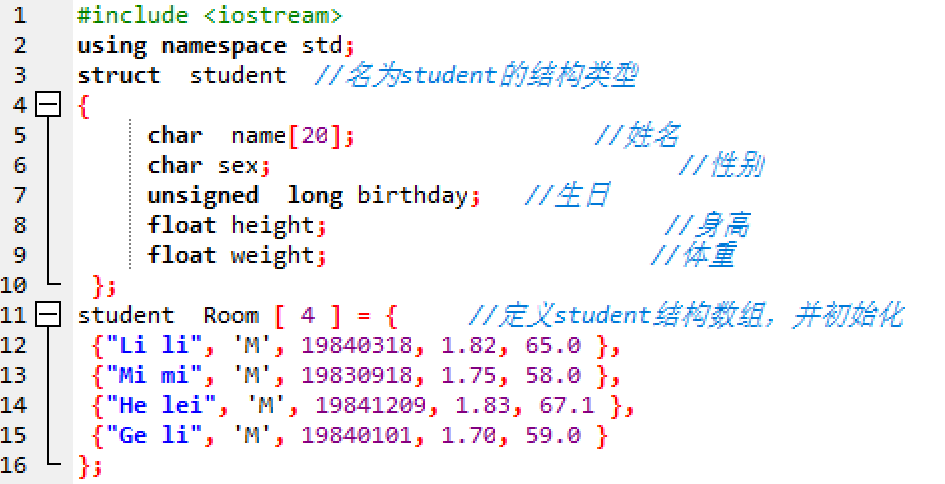 1 #include <iostream>
2 using namespace std;
3 struct student //名为student的结构类型
4 {
5 char name[20]; //姓名
6 char sex; //性别
7 unsigned long birthday; //生日
8 float height; //身高
9 float weight; //体重
10 };
11 student Room [ 4 ] = { //定义student结构数组，并初始化
12 {"Li li", 'M', 19840318, 1.82, 65.0 },
13 {"Mi mi", 'M', 19830918, 1.75, 58.0 },
14 {"He lei", 'M', 19841209, 1.83, 67.1 },
15 {"Ge li", 'M', 19840101, 1.70, 59.0 }
16 };